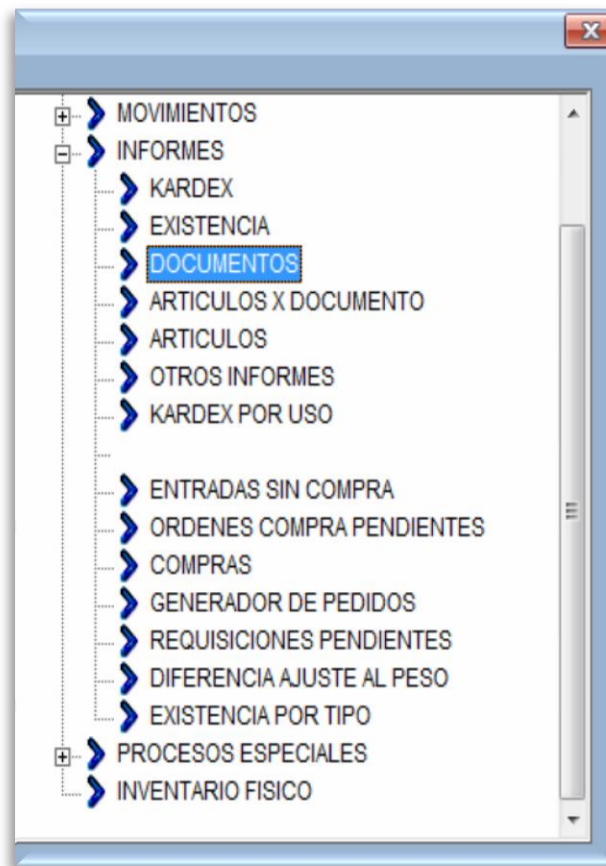 MOVIMIENTOS
INFORMES
KARDEX
EXISTENCIA
DOCUMENTOS
ARTICULOS X DOCUMENTO
ARTICULOS
OTROS INFORMES
KARDEX POR USO
ENTRADAS SIN COMPRA
ORDENES COMPRA PENDIENTES
COMPRAS
GENERADOR DE PEDIDOS
REQUISICIONES PENDIENTES
DIFERENCIA AJUSTE AL PESO
EXISTENCIA POR TIPO
PROCESOS ESPECIALES
INVENTARIO FISICO